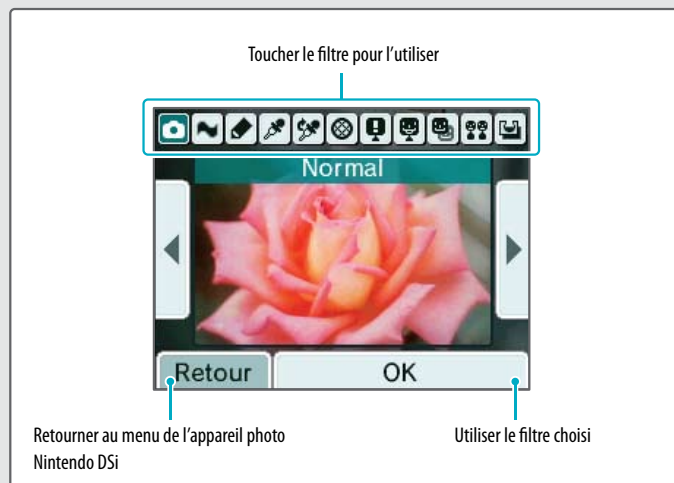 Toucher le filtre pour l’utiliser
Normal
Retour
OK
Retourner au menu de l’appareil photo
Nintendo DSi
Utiliser le filtre choisi